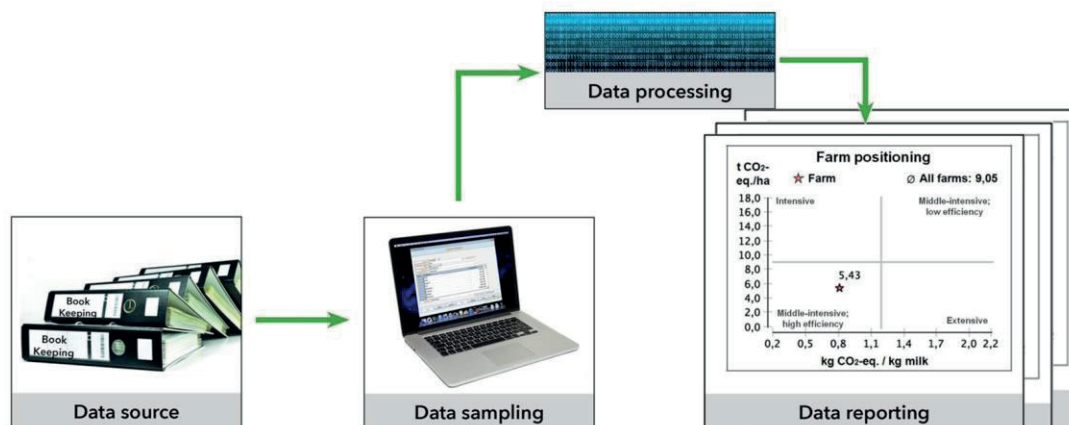 Data processing
Farm positioning
t CO₂-
eq./ha
Farm
Ø All farms: 9,05
18,0
16,0
14,0
12,0
10,0
8,0
6,0
4,0
2,0
0,0
Intensive
Middle-intensive;
low efficiency
5,43
Middle-intensive;
high efficiency
Extensive
0,2 0,5 0,8 1,1 1,4 1,7 2,0 2,2
kg CO₂-eq. / kg milk
Book
Keeping
Book
Keeping
Data source
Data sampling
Data reporting